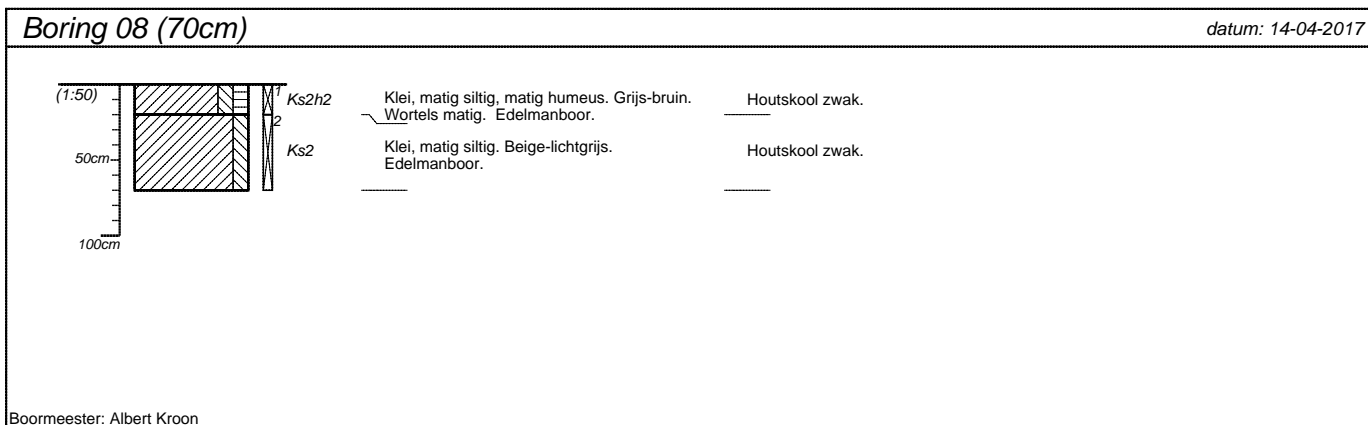 Boring 08 (70cm)
datum: 14-04-2017
(1:50)
1
Ks2h2
Klei, matig siltig, matig humeus. Grijs-bruin.
Wortels matig. Edelmanboor.
Houtskool zwak.
2
50cm
Ks2
Klei, matig siltig. Beige-lichtgrijs.
Edelmanboor.
Houtskool zwak.
100cm
Boormeester: Albert Kroon